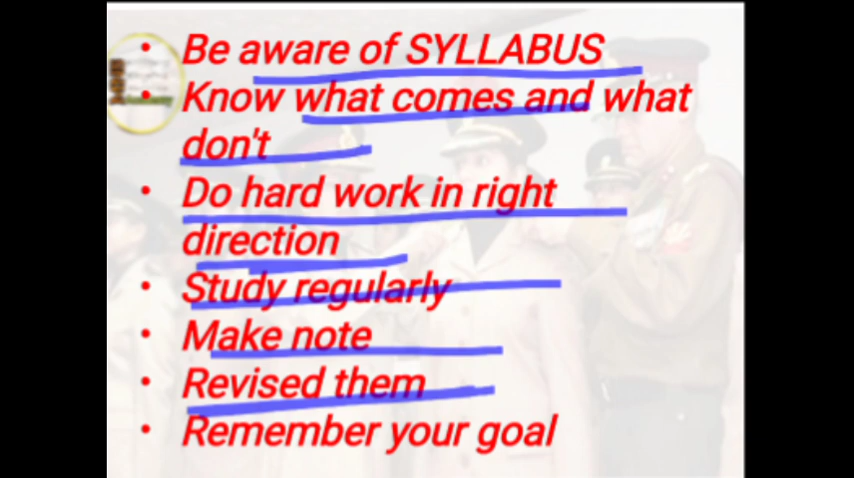 • Be aware of SYLLABUS
• Know what comes and what
don't
• Do hard work in right
direction
• Study regularly
• Make note
• Revised them
• Remember your goal